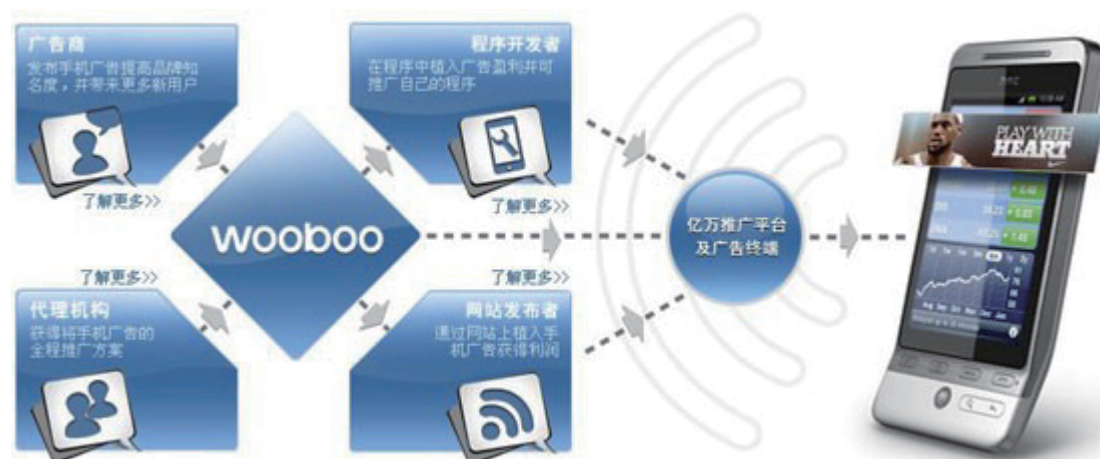 广告商
发布手机广告提高品牌知
名度，并带来更多新用户
了解更多>>
程序开发者
在程序中植入广告盈利并可
推广自己的程序
了解更多>>
wooboo
了解更多>>
代理机构
获得将手机广告的
全程推广方案
了解更多>>
网站发布者
通过网站上植入手
机广告获得利润
亿万推广平台
及广告终端
hTC
PLAY WITH
HEART